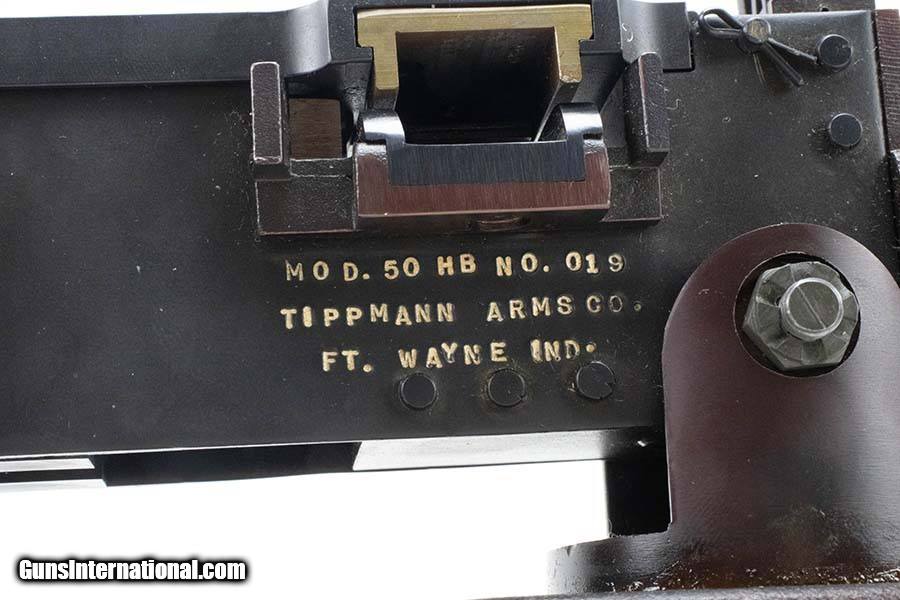 MOD. 50 HB NO. 019
TIPPMANN ARMS CO.
FT. WAYNE IND.
GunsInternational.com